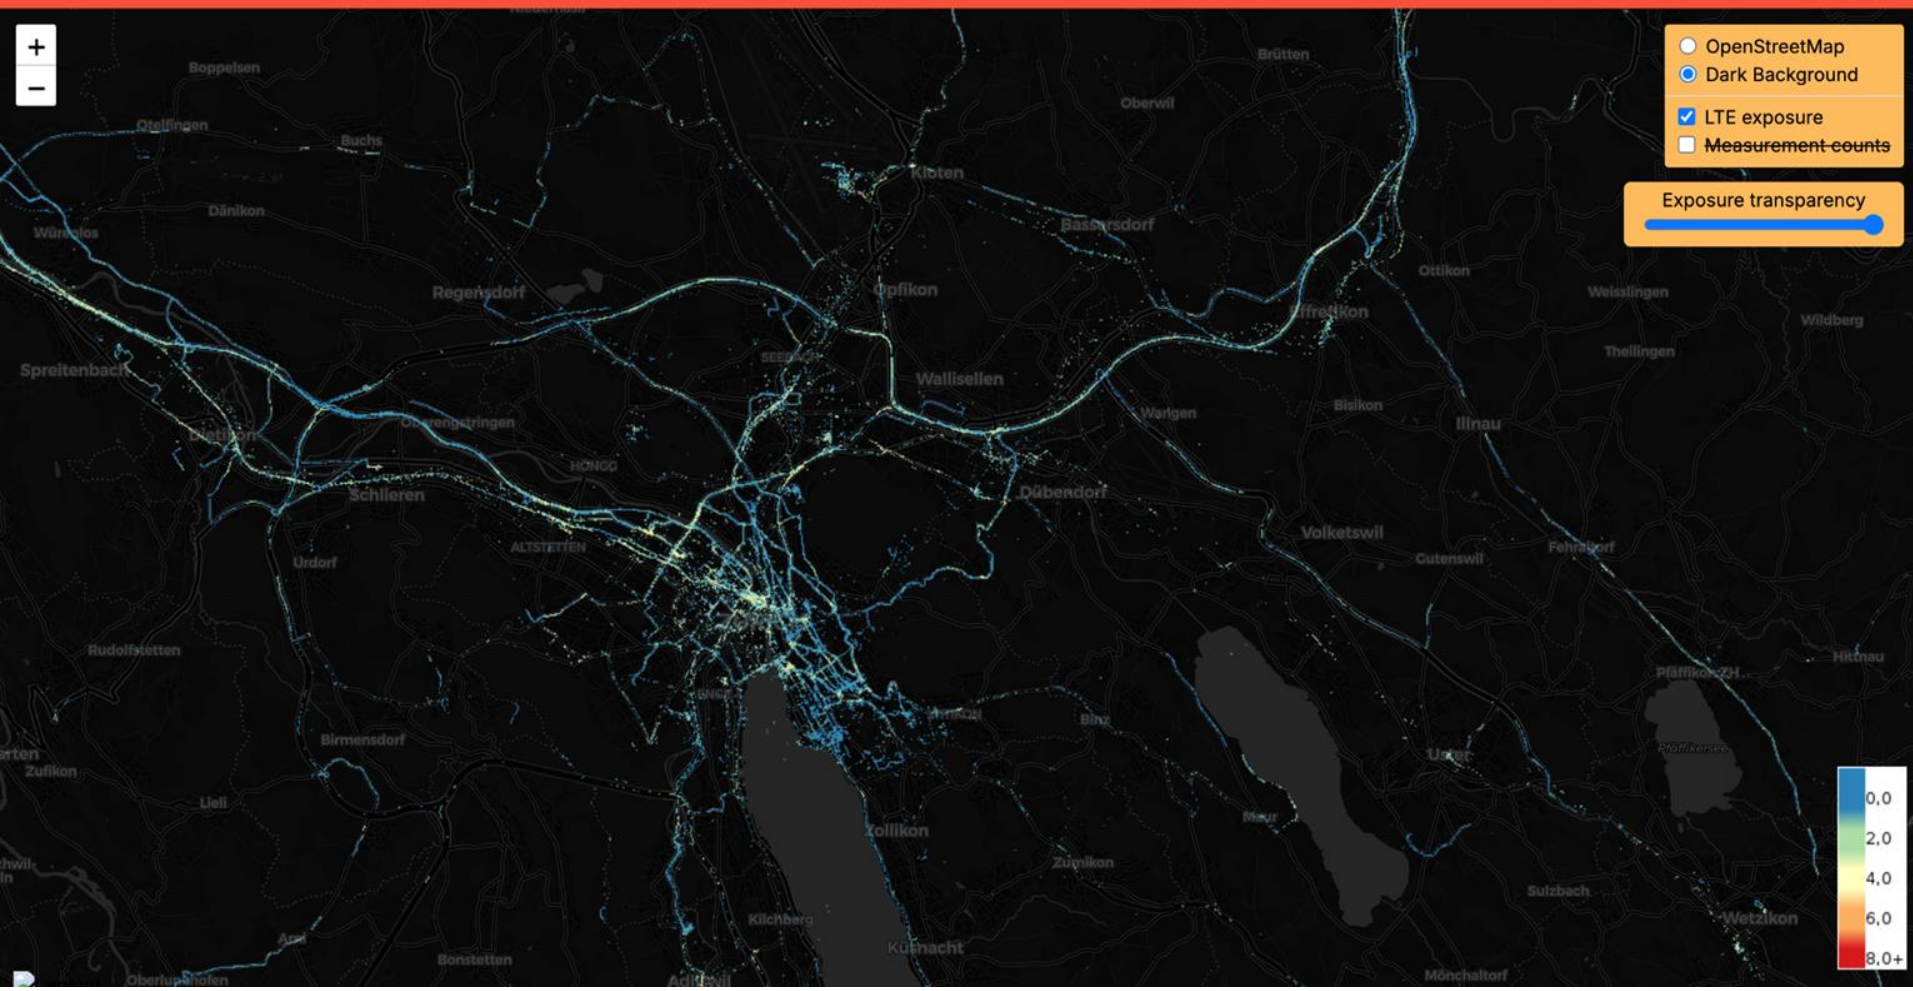 +
−
OpenStreetMap
Dark Background
LTE exposure
Measurement counts
Exposure transparency
Boppelsen
Brütten
Oberwil
Otelfingen
Buchs
Kloten
Dänikon
Bassersdorf
Würenlos
Ottikon
Regensdorf
Opfikon
Weisslingen
Effretikon
Wildberg
SEEBACH
Theilingen
Spreitenbach
Wallisellen
Bisikon
Wangen
Oberengstringen
Illnau
Dietikon
HÖNGG
Schlieren
Dübendorf
Volketswil
ALTSTETTEN
Fehraltorf
Gutenswil
Urdorf
Rudolfstetten
Hittnau
Pfäffikon ZH
ENGE
Binz
Birmensdorf
Pfäffikersee
Uster
Zufikon
Lieli
Maur
Zollikon
Zumikon
Sulzbach
Kilchberg
Wetzikon
Küsnacht
Bonstetten
Mönchaltorf
Adliswil
Oberlunkhofen
0,0
2,0
4,0
6,0
8,0+